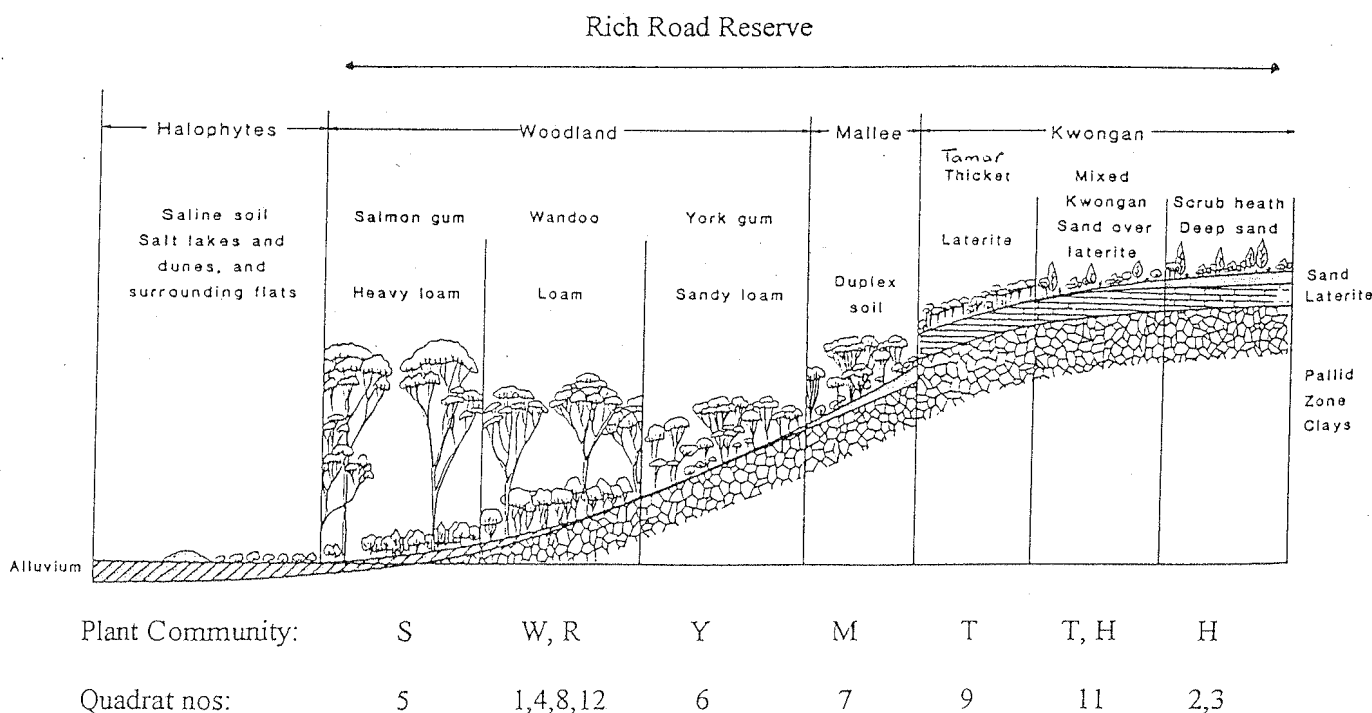 Rich Road Reserve
Halophytes Woodland Mallee Kwongan
Tamar
Thicket Mixed
Saline soil Salmon gum Wandoo York gum Kwongan Scrub heath
Salt lakes and Sand over Deep sand
dunes, and Laterite laterite
surrounding flats Heavy loam Loam Sandy loam Duplex
soil
Sand
Laterite
Pallid
Zone
Clays
Alluvium
Plant Community: S W, R Y M T T, H H
Quadrat nos: 5 1,4,8,12 6 7 9 11 2,3